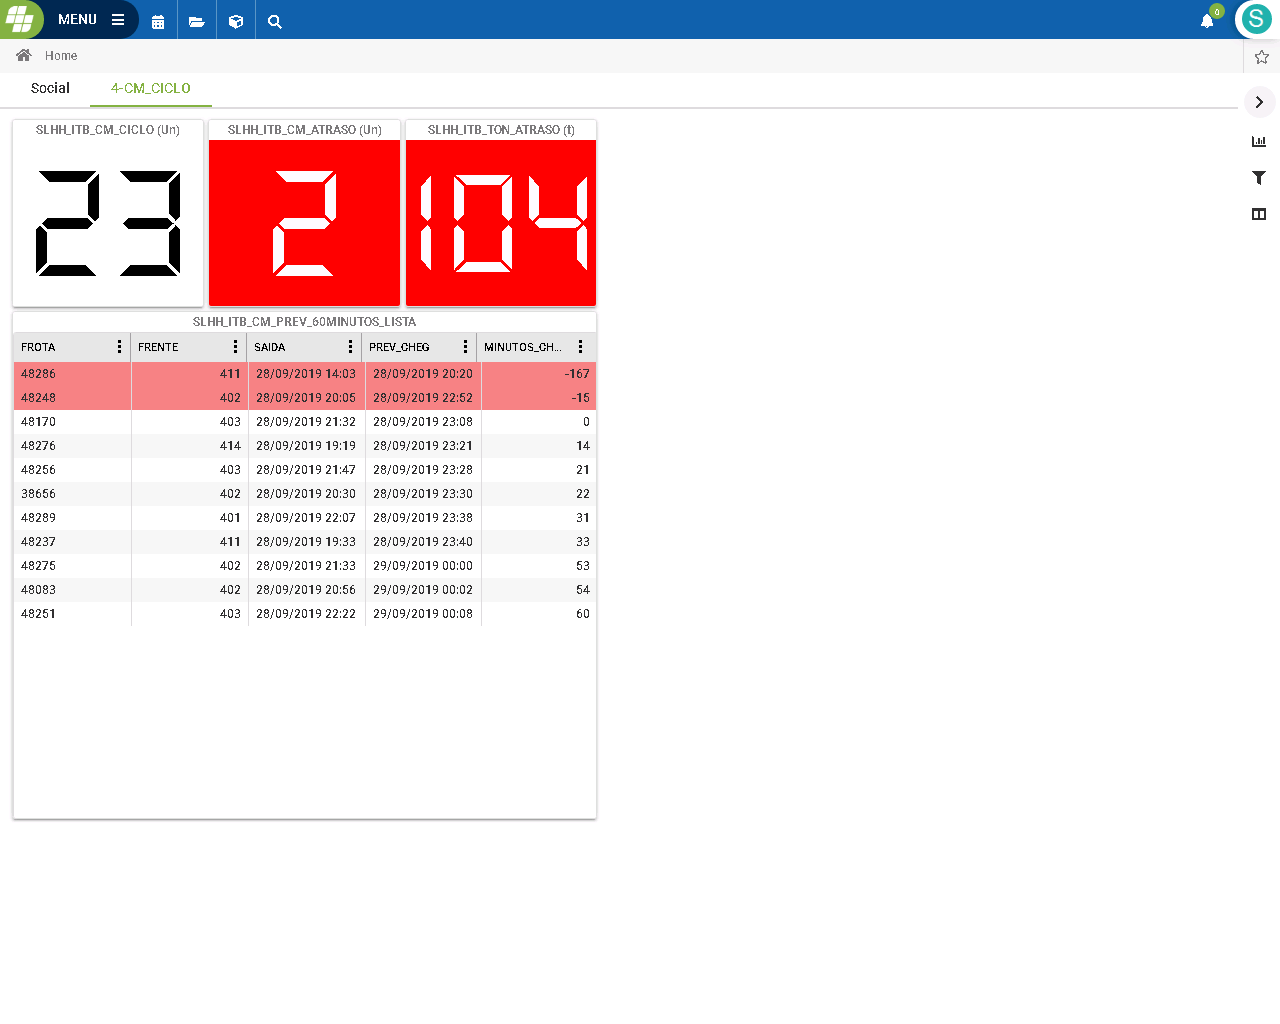 MENU
0
S
Home
Social
4-CM_CICLO
SLHH_ITB_CM_CICLO (Un)
SLHH_ITB_CM_ATRASO (Un)
SLHH_ITB_TON_ATRASO (t)
23
2
104
SLHH_ITB_CM_PREV_60MINUTOS_LISTA
FROTA FRENTE SAIDA PREV_CHEG MINUTOS_CH...
48286 411 28/09/2019 14:03 28/09/2019 20:20 -167
48248 402 28/09/2019 20:05 28/09/2019 22:52 -15
48170 403 28/09/2019 21:32 28/09/2019 23:08 0
48276 414 28/09/2019 19:19 28/09/2019 23:21 14
48256 403 28/09/2019 21:47 28/09/2019 23:28 21
38656 402 28/09/2019 20:30 28/09/2019 23:30 22
48289 401 28/09/2019 22:07 28/09/2019 23:38 31
48237 411 28/09/2019 19:33 28/09/2019 23:40 33
48275 402 28/09/2019 21:33 29/09/2019 00:00 53
48083 402 28/09/2019 20:56 29/09/2019 00:02 54
48251 403 28/09/2019 22:22 29/09/2019 00:08 60